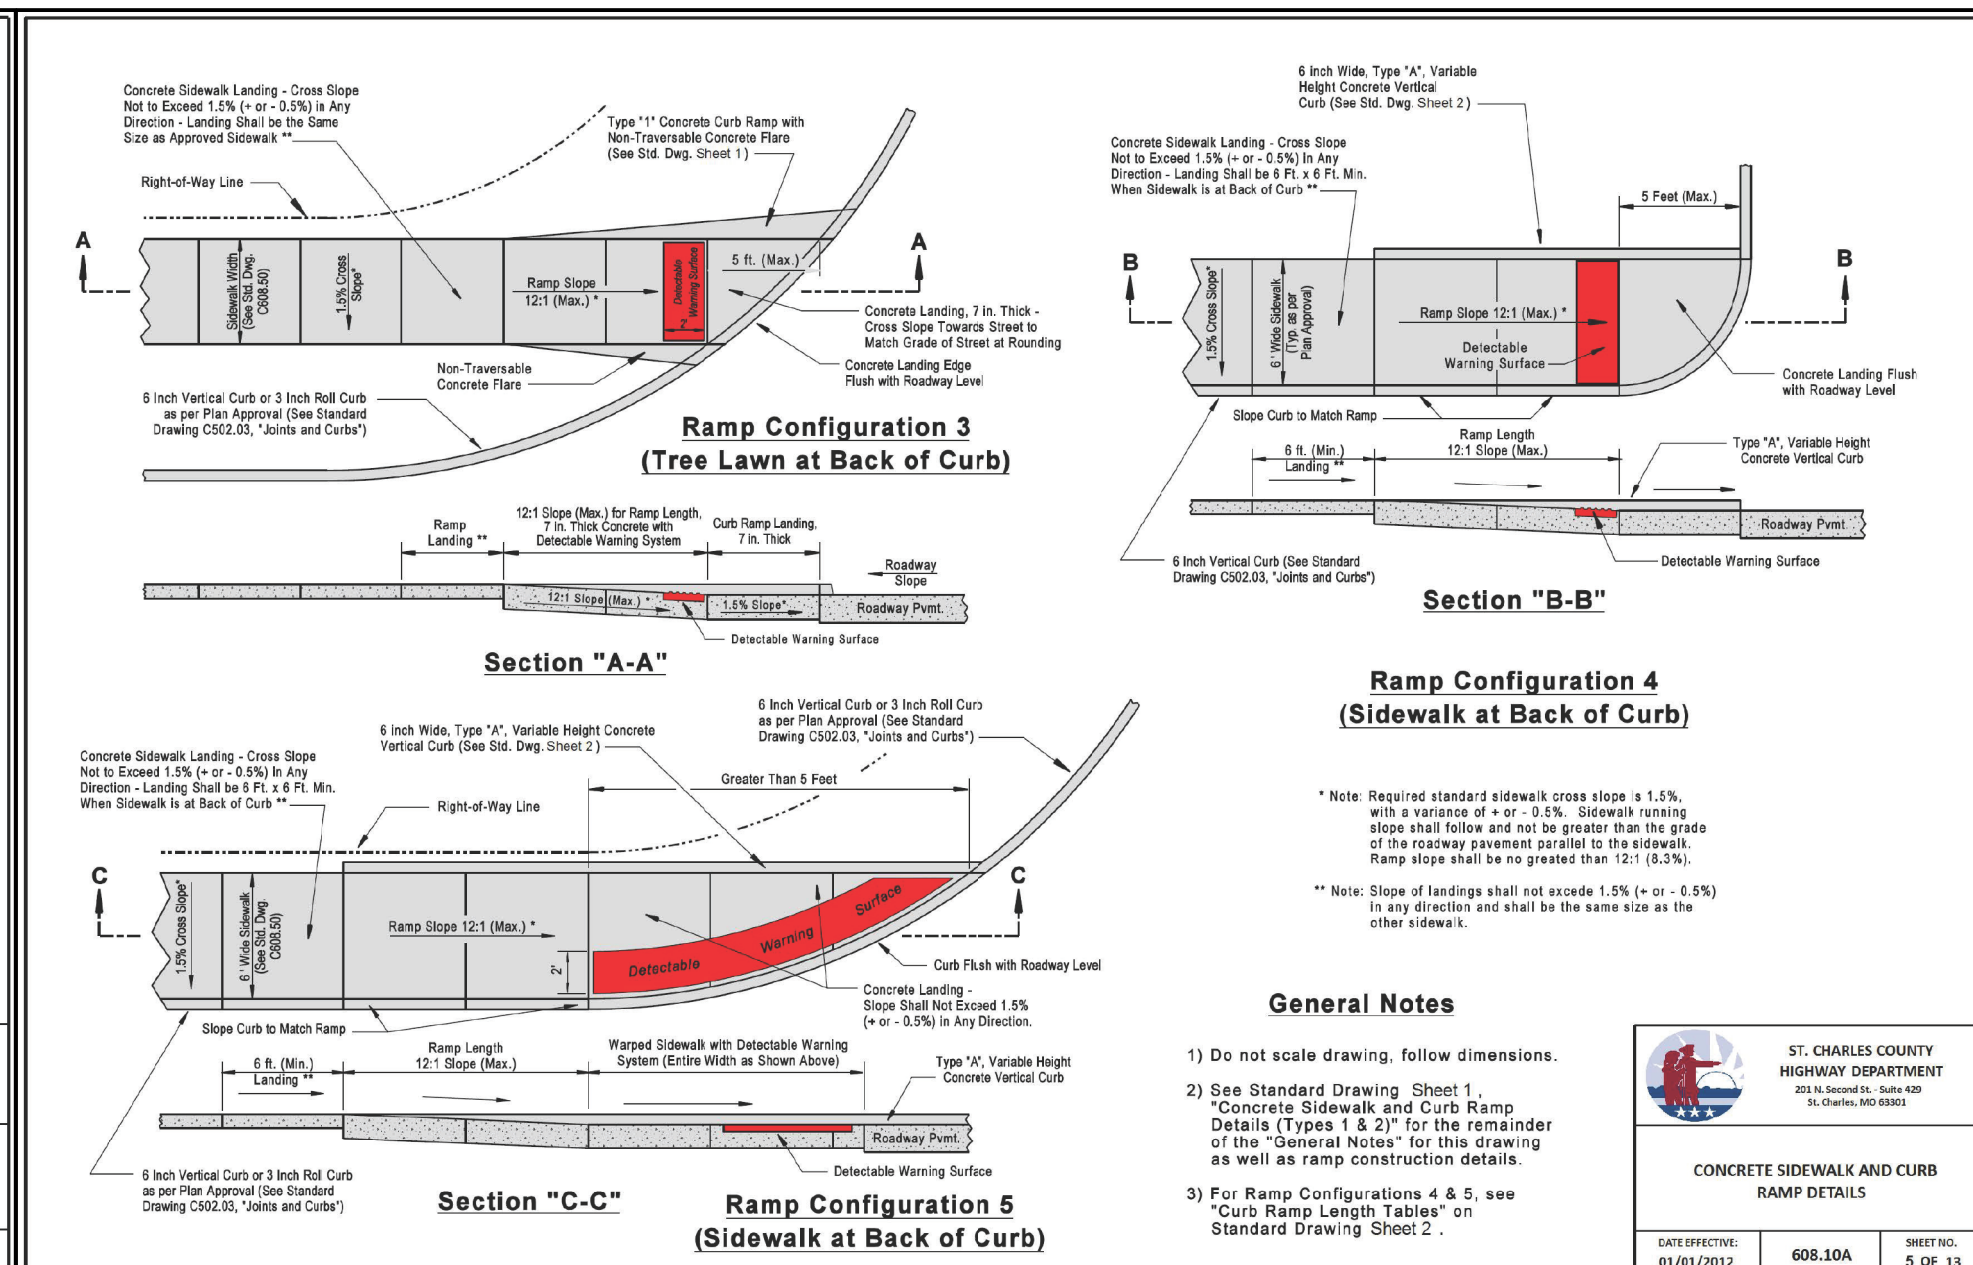 Concrete Sidewalk Landing - Cross Slope
Not to Exceed 1.5% (+ or - 0.5%) in Any
Direction - Landing Shall be the Same
Size as Approved Sidewalk **
Right-of-Way Line
Type "1" Concrete Curb Ramp with
Non-Traversable Concrete Flare
(See Std. Dwg. Sheet 1)
A
A
Sidewalk Width
(See Std. Dwg.
C608.50)
1.5% Cross
Slope*
Ramp Slope
12:1 (Max.) *
Detectable
Warning Surface
2'
5 ft. (Max.)
Concrete Landing, 7 in. Thick -
Cross Slope Towards Street to
Match Grade of Street at Rounding
Concrete Landing Edge
Flush with Roadway Level
Non-Traversable
Concrete Flare
6 Inch Vertical Curb or 3 Inch Roll Curb
as per Plan Approval (See Standard
Drawing C502.03, "Joints and Curbs")
Ramp Configuration 3
(Tree Lawn at Back of Curb)
Ramp
Landing **
12:1 Slope (Max.) for Ramp Length,
7 in. Thick Concrete with
Detectable Warning System
Curb Ramp Landing,
7 in. Thick
Roadway
Slope
12:1 Slope (Max.) *
1.5% Slope*
Roadway Pvmt.
Detectable Warning Surface
Section "A-A"
6 inch Wide, Type "A", Variable
Height Concrete Vertical
Curb (See Std. Dwg. Sheet 2)
Concrete Sidewalk Landing - Cross Slope
Not to Exceed 1.5% (+ or - 0.5%) In Any
Direction - Landing Shall be 6 Ft. x 6 Ft. Min.
When Sidewalk is at Back of Curb **
5 Feet (Max.)
B
B
1.5% Cross Slope*
6 ' Wide Sidewalk
(Typ. as per
Plan Approval)
Ramp Slope 12:1 (Max.) *
Detectable
Warning Surface
Concrete Landing Flush
with Roadway Level
Slope Curb to Match Ramp
6 ft. (Min.)
Landing **
Ramp Length
12:1 Slope (Max.)
Type "A", Variable Height
Concrete Vertical Curb
Roadway Pvmt.
6 Inch Vertical Curb (See Standard
Drawing C502.03, "Joints and Curbs")
Detectable Warning Surface
Section "B-B"
Ramp Configuration 4
(Sidewalk at Back of Curb)
6 Inch Vertical Curb or 3 Inch Roll Curb
as per Plan Approval (See Standard
Drawing C502.03, "Joints and Curbs")
6 inch Wide, Type "A", Variable Height Concrete
Vertical Curb (See Std. Dwg. Sheet 2)
Concrete Sidewalk Landing - Cross Slope
Not to Exceed 1.5% (+ or - 0.5%) In Any
Direction - Landing Shall be 6 Ft. x 6 Ft. Min.
When Sidewalk is at Back of Curb **
Right-of-Way Line
Greater Than 5 Feet
C
C
1.5% Cross Slope*
6 ' Wide Sidewalk
(See Std. Dwg.
C608.50)
Ramp Slope 12:1 (Max.) *
2'
Detectable Warning Surface
Curb Flush with Roadway Level
Concrete Landing -
Slope Shall Not Exceed 1.5%
(+ or - 0.5%) in Any Direction.
Slope Curb to Match Ramp
6 ft. (Min.)
Landing **
Ramp Length
12:1 Slope (Max.)
Warped Sidewalk with Detectable Warning
System (Entire Width as Shown Above)
Type "A", Variable Height
Concrete Vertical Curb
Roadway Pvmt.
Detectable Warning Surface
6 Inch Vertical Curb or 3 Inch Roll Curb
as per Plan Approval (See Standard
Drawing C502.03, "Joints and Curbs")
Section "C-C"
Ramp Configuration 5
(Sidewalk at Back of Curb)
* Note: Required standard sidewalk cross slope is 1.5%,
with a variance of + or - 0.5%. Sidewalk running
slope shall follow and not be greater than the grade
of the roadway pavement parallel to the sidewalk.
Ramp slope shall be no greated than 12:1 (8.3%).
** Note: Slope of landings shall not excede 1.5% (+ or - 0.5%)
in any direction and shall be the same size as the
other sidewalk.
General Notes
1) Do not scale drawing, follow dimensions.
2) See Standard Drawing Sheet 1 ,
"Concrete Sidewalk and Curb Ramp
Details (Types 1 & 2)" for the remainder
of the "General Notes" for this drawing
as well as ramp construction details.
3) For Ramp Configurations 4 & 5, see
"Curb Ramp Length Tables" on
Standard Drawing Sheet 2 .
ST. CHARLES COUNTY
HIGHWAY DEPARTMENT
201 N. Second St. - Suite 429
St. Charles, MO 63301
CONCRETE SIDEWALK AND CURB
RAMP DETAILS
DATE EFFECTIVE:
01/01/2012
608.10A
SHEET NO.
5 OF 13